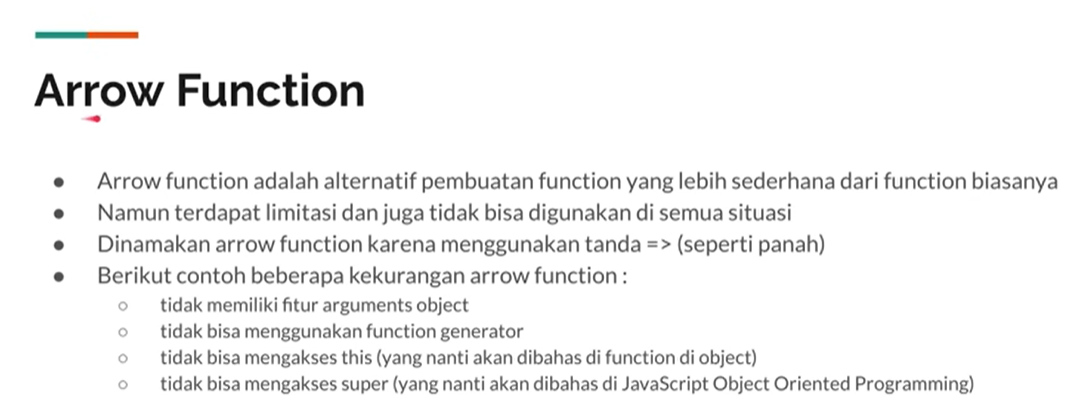 Arrow Function
● Arrow function adalah alternatif pembuatan function yang lebih sederhana dari function biasanya
● Namun terdapat limitasi dan juga tidak bisa digunakan di semua situasi
● Dinamakan arrow function karena menggunakan tanda => (seperti panah)
● Berikut contoh beberapa kekurangan arrow function :
○ tidak memiliki fitur arguments object
○ tidak bisa menggunakan function generator
○ tidak bisa mengakses this (yang nanti akan dibahas di function di object)
○ tidak bisa mengakses super (yang nanti akan dibahas di JavaScript Object Oriented Programming)